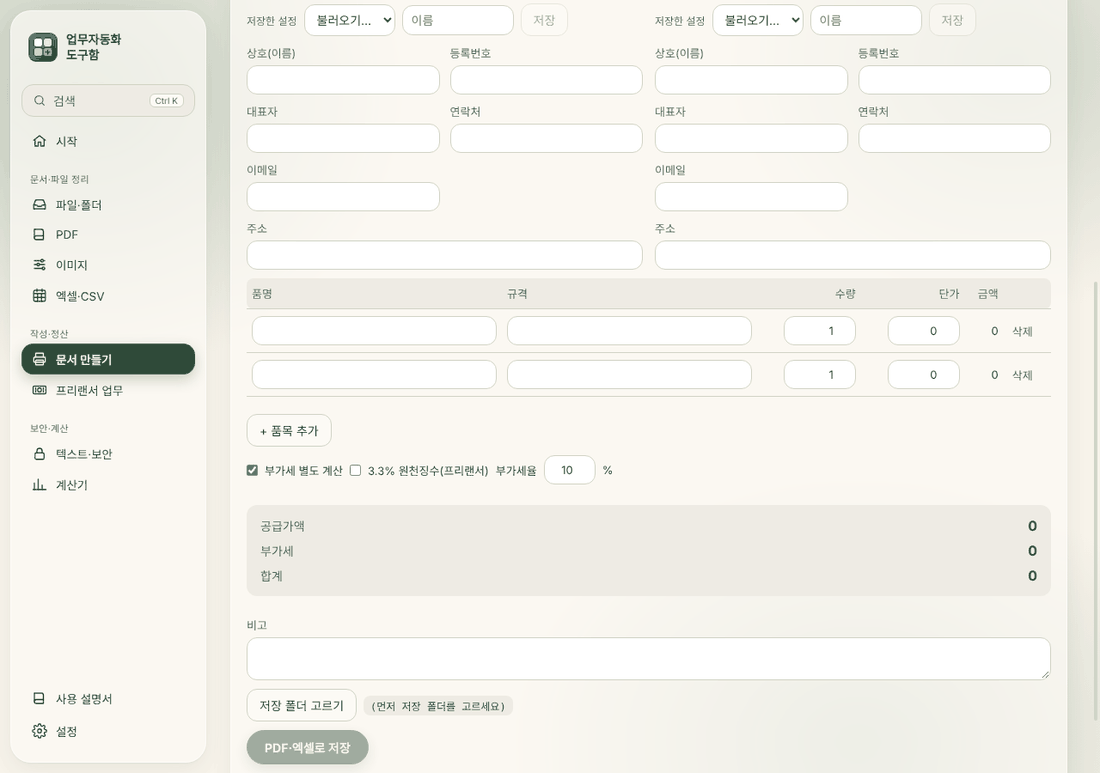 업무자동화
도구함
검색 Ctrl K
시작
문서·파일 정리
파일·폴더
PDF
이미지
엑셀·CSV
작성·정산
문서 만들기
프리랜서 업무
보안·계산
텍스트·보안
계산기
사용 설명서
설정
저장한 설정 불러오기... 이름 저장 저장한 설정 불러오기... 이름 저장
상호(이름) 등록번호 상호(이름) 등록번호
대표자 연락처 대표자 연락처
이메일 이메일
주소 주소
품명 규격 수량 단가 금액
1 0 0 삭제
1 0 0 삭제
+ 품목 추가
부가세 별도 계산 3.3% 원천징수(프리랜서) 부가세율 10 %
공급가액 0
부가세 0
합계 0
비고
저장 폴더 고르기 (먼저 저장 폴더를 고르세요)
PDF·엑셀로 저장